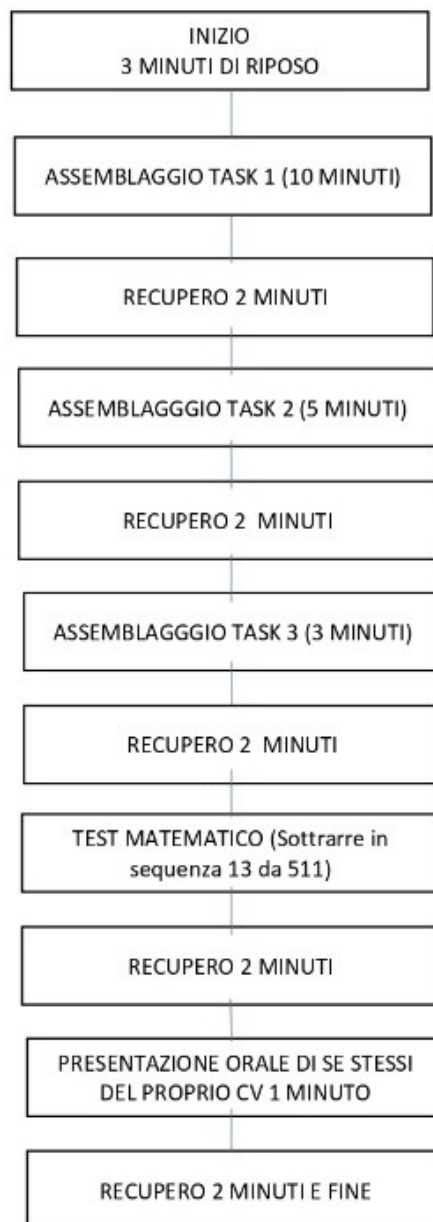 INIZIO
3 MINUTI DI RIPOSO
ASSEMBLAGGIO TASK 1 (10 MINUTI)
RECUPERO 2 MINUTI
ASSEMBLAGGGIO TASK 2 (5 MINUTI)
RECUPERO 2 MINUTI
ASSEMBLAGGGIO TASK 3 (3 MINUTI)
RECUPERO 2 MINUTI
TEST MATEMATICO (Sottrarre in
sequenza 13 da 511)
RECUPERO 2 MINUTI
PRESENTAZIONE ORALE DI SE STESSI
DEL PROPRIO CV 1 MINUTO
RECUPERO 2 MINUTI E FINE